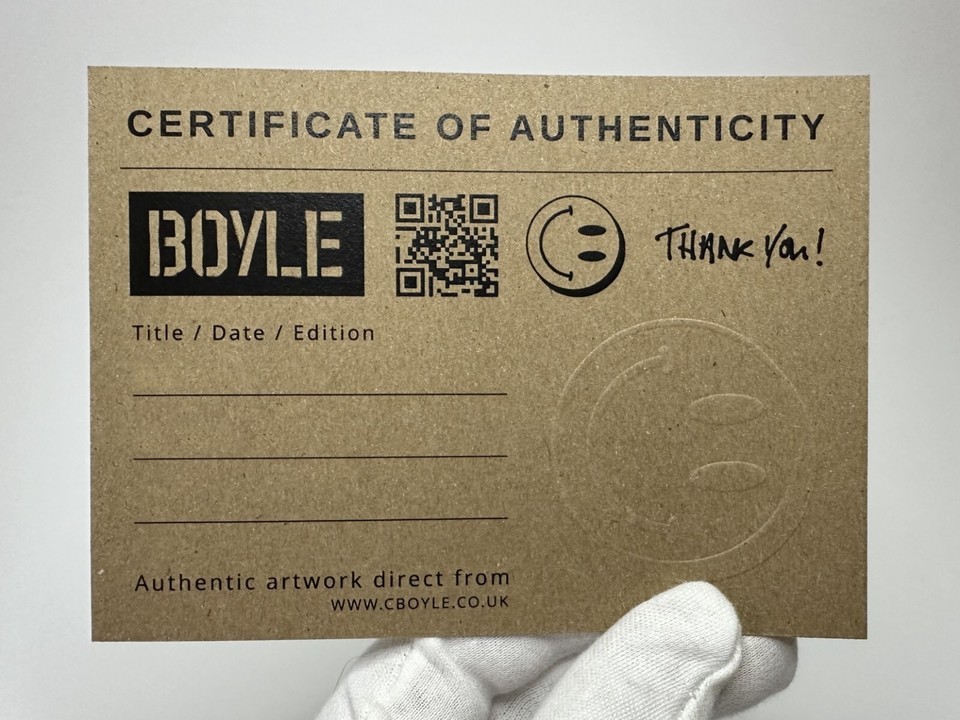 CERTIFICATE OF AUTHENTICITY
BOYLE
THANK YOU!
Title / Date / Edition
Authentic artwork direct from
WWW.CBOYLE.CO.UK